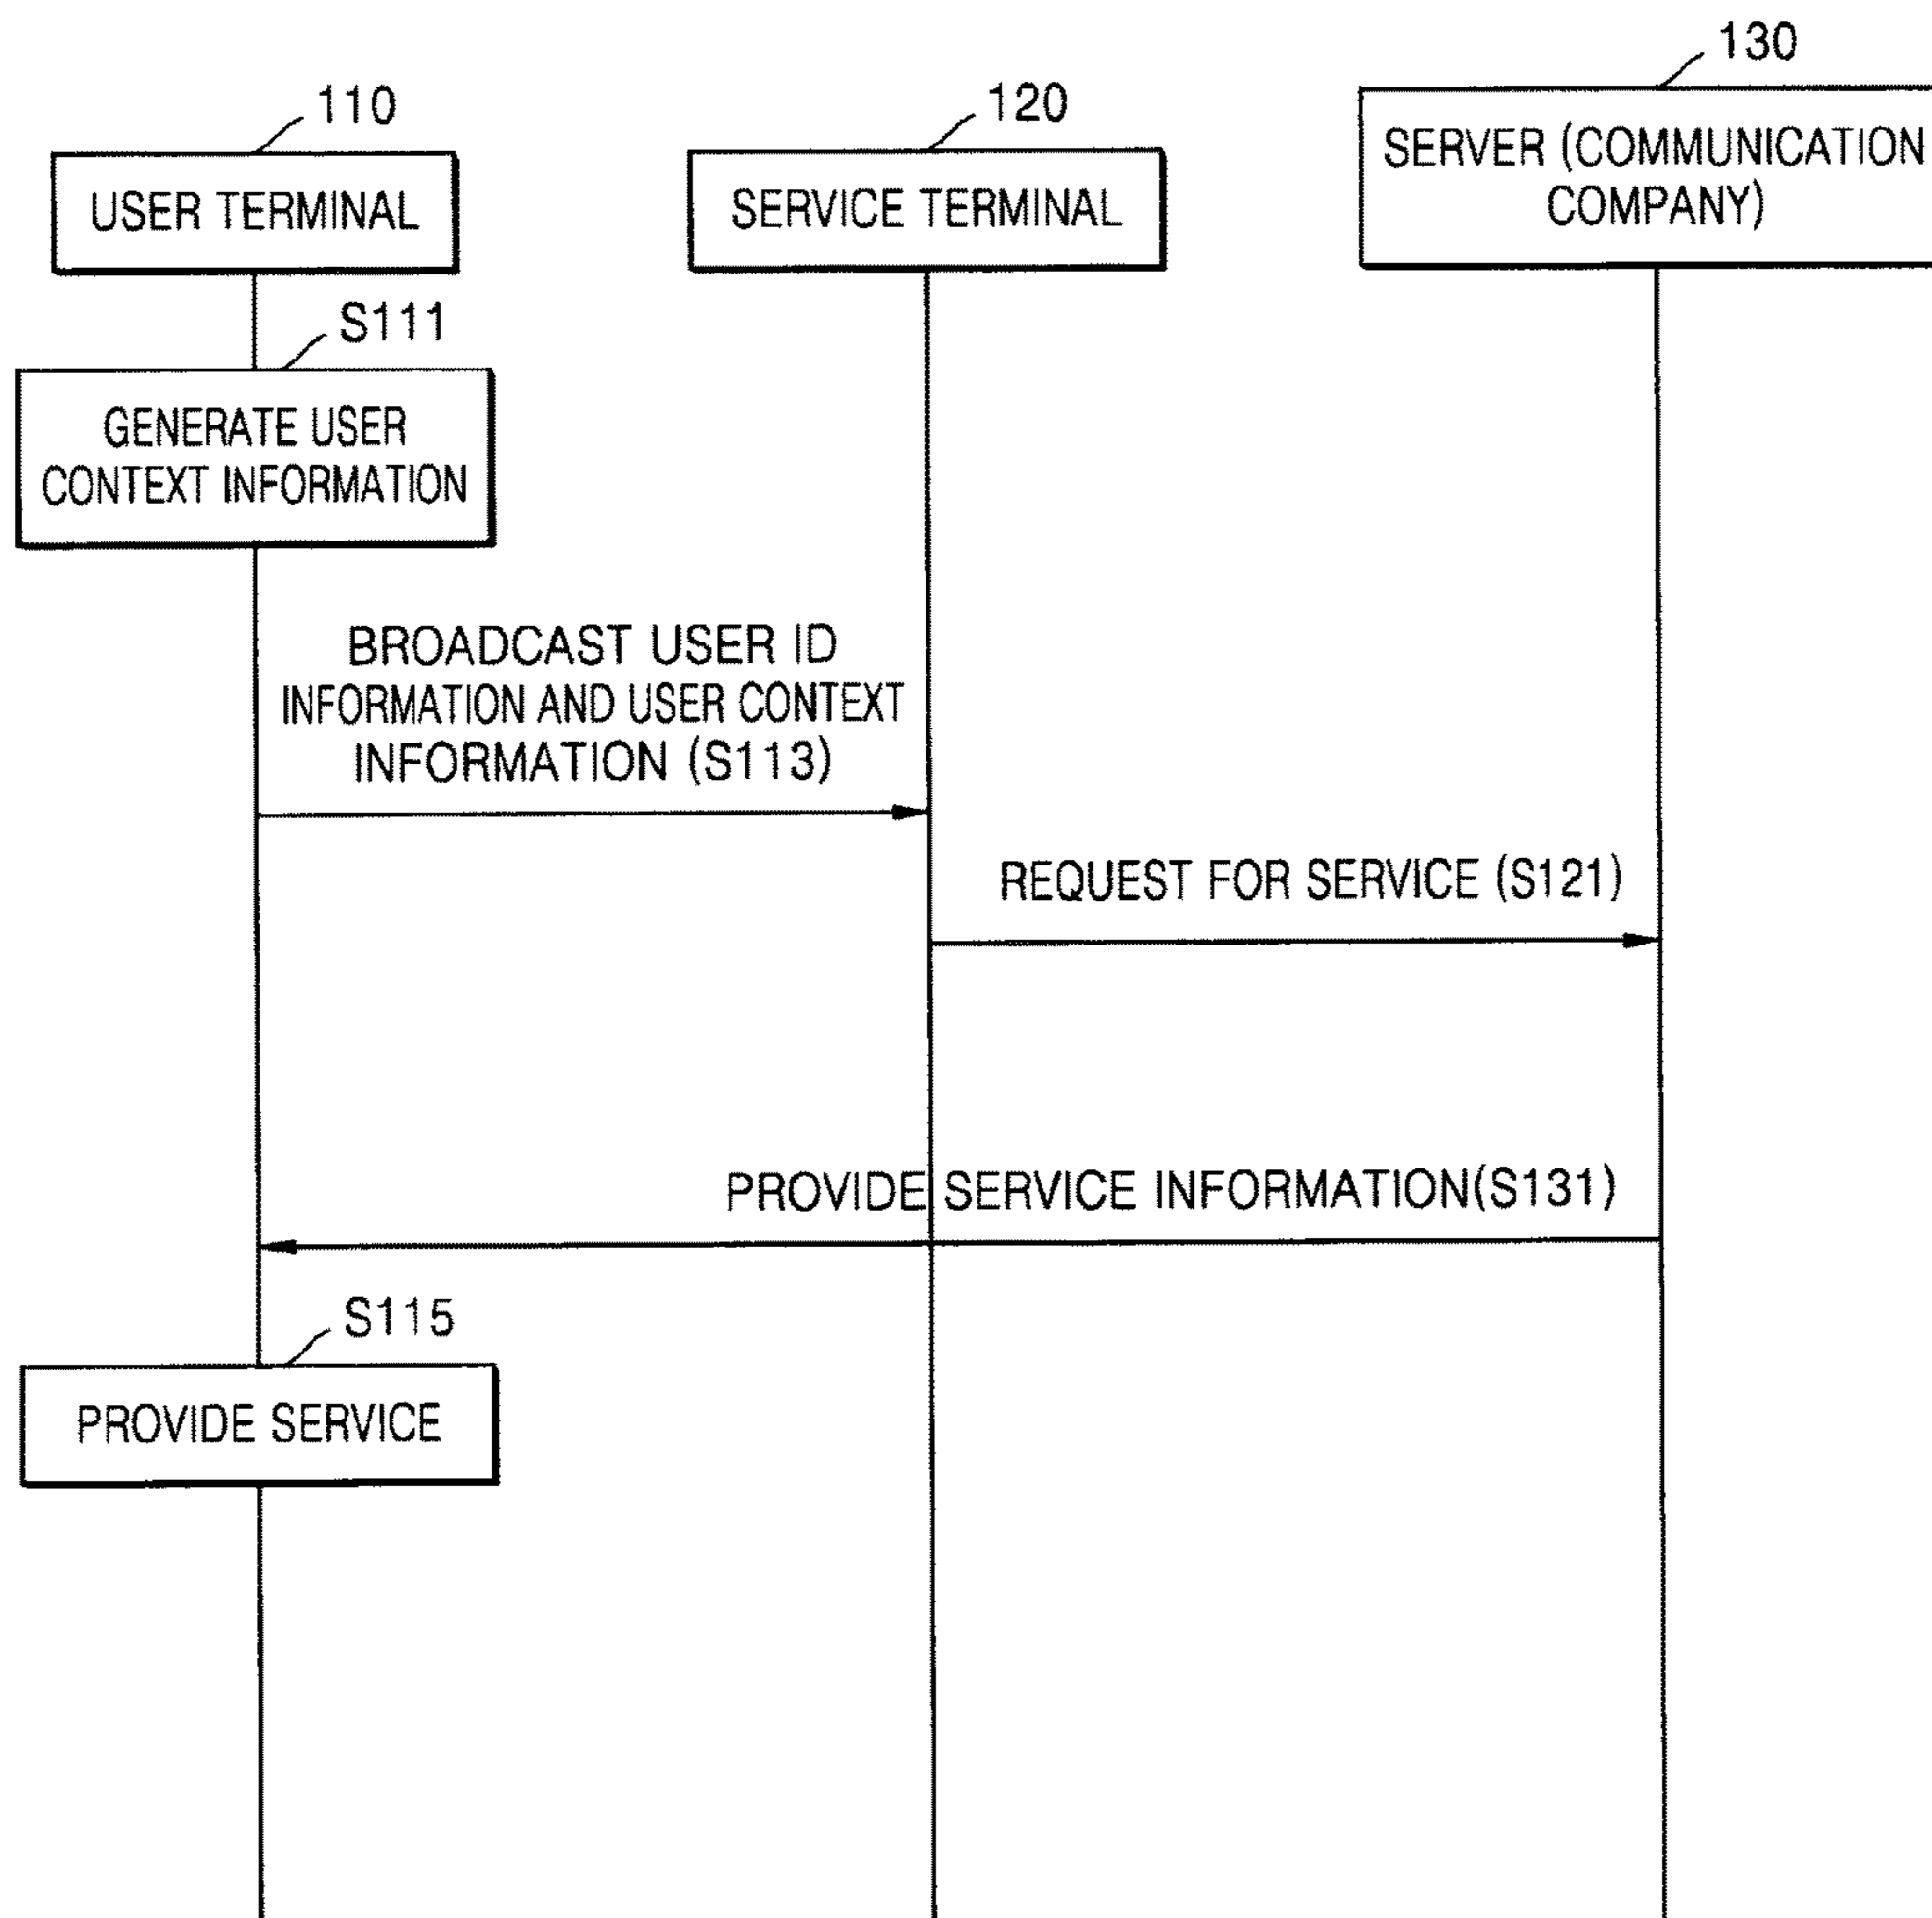 110
120
130
USER TERMINAL
SERVICE TERMINAL
SERVER (COMMUNICATION
COMPANY)
S111
GENERATE USER
CONTEXT INFORMATION
BROADCAST USER ID
INFORMATION AND USER CONTEXT
INFORMATION (S113)
REQUEST FOR SERVICE (S121)
PROVIDE SERVICE INFORMATION(S131)
S115
PROVIDE SERVICE